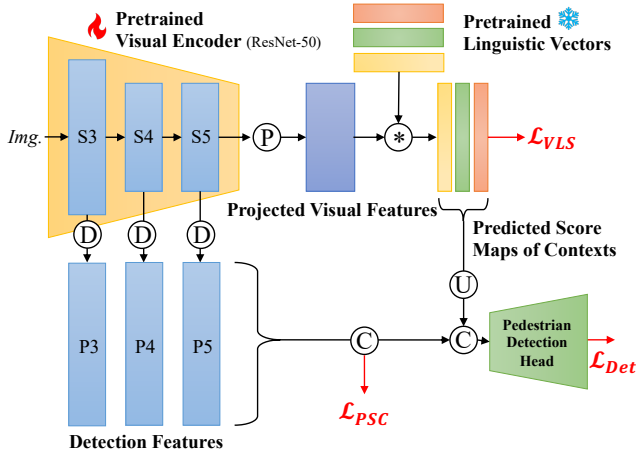 Pretrained
Visual Encoder (ResNet-50)
Pretrained
Linguistic Vectors
Img.
S3
S4
S5
P
*
ℒ_VLS
Projected Visual Features
Predicted Score
Maps of Contexts
D
D
D
U
P3
P4
P5
C
C
Pedestrian
Detection
Head
ℒ_Det
ℒ_PSC
Detection Features